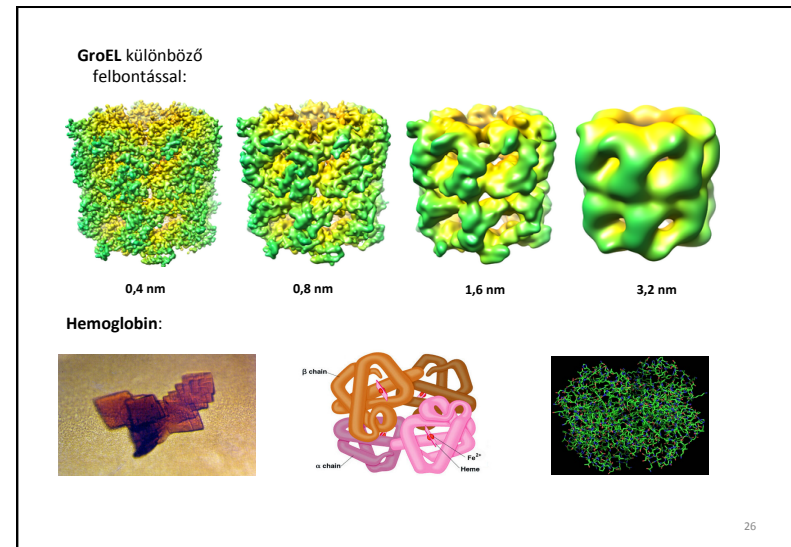 GroEL különböző
felbontással:
0,4 nm
0,8 nm
1,6 nm
3,2 nm
Hemoglobin:
β chain
α chain
Fe²⁺
Heme
26